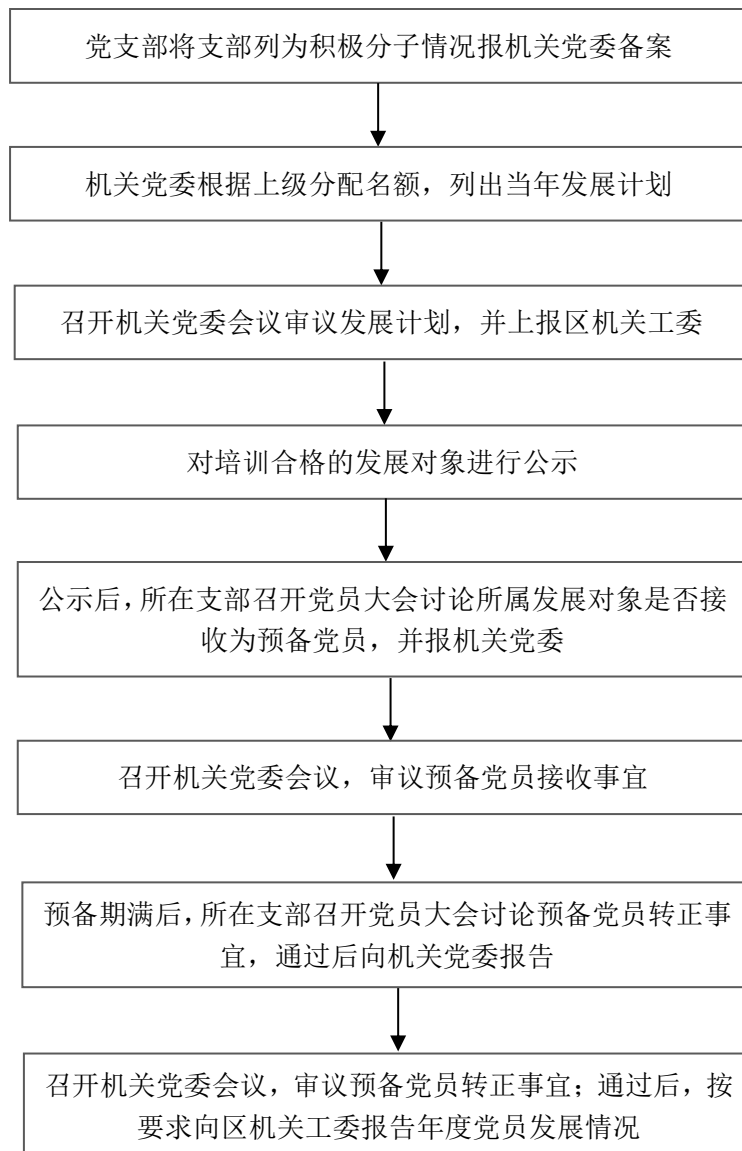 党支部将支部列为积极分子情况报机关党委备案
机关党委根据上级分配名额，列出当年发展计划
召开机关党委会议审议发展计划，并上报区机关工委
对培训合格的发展对象进行公示
公示后，所在支部召开党员大会讨论所属发展对象是否接
收为预备党员，并报机关党委
召开机关党委会议，审议预备党员接收事宜
预备期满后，所在支部召开党员大会讨论预备党员转正事
宜，通过后向机关党委报告
召开机关党委会议，审议预备党员转正事宜；通过后，按
要求向区机关工委报告年度党员发展情况